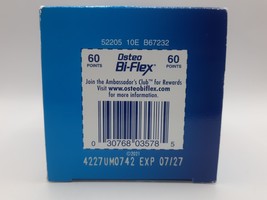 52205 10E B67232
60 POINTS Osteo Bi-Flex® 60 POINTS
Join the Ambassador's Club™ for Rewards
Visit www.osteobiflex.com
for more information.
0 30768 03578 5
©2021
4227UM0742 EXP 07/27